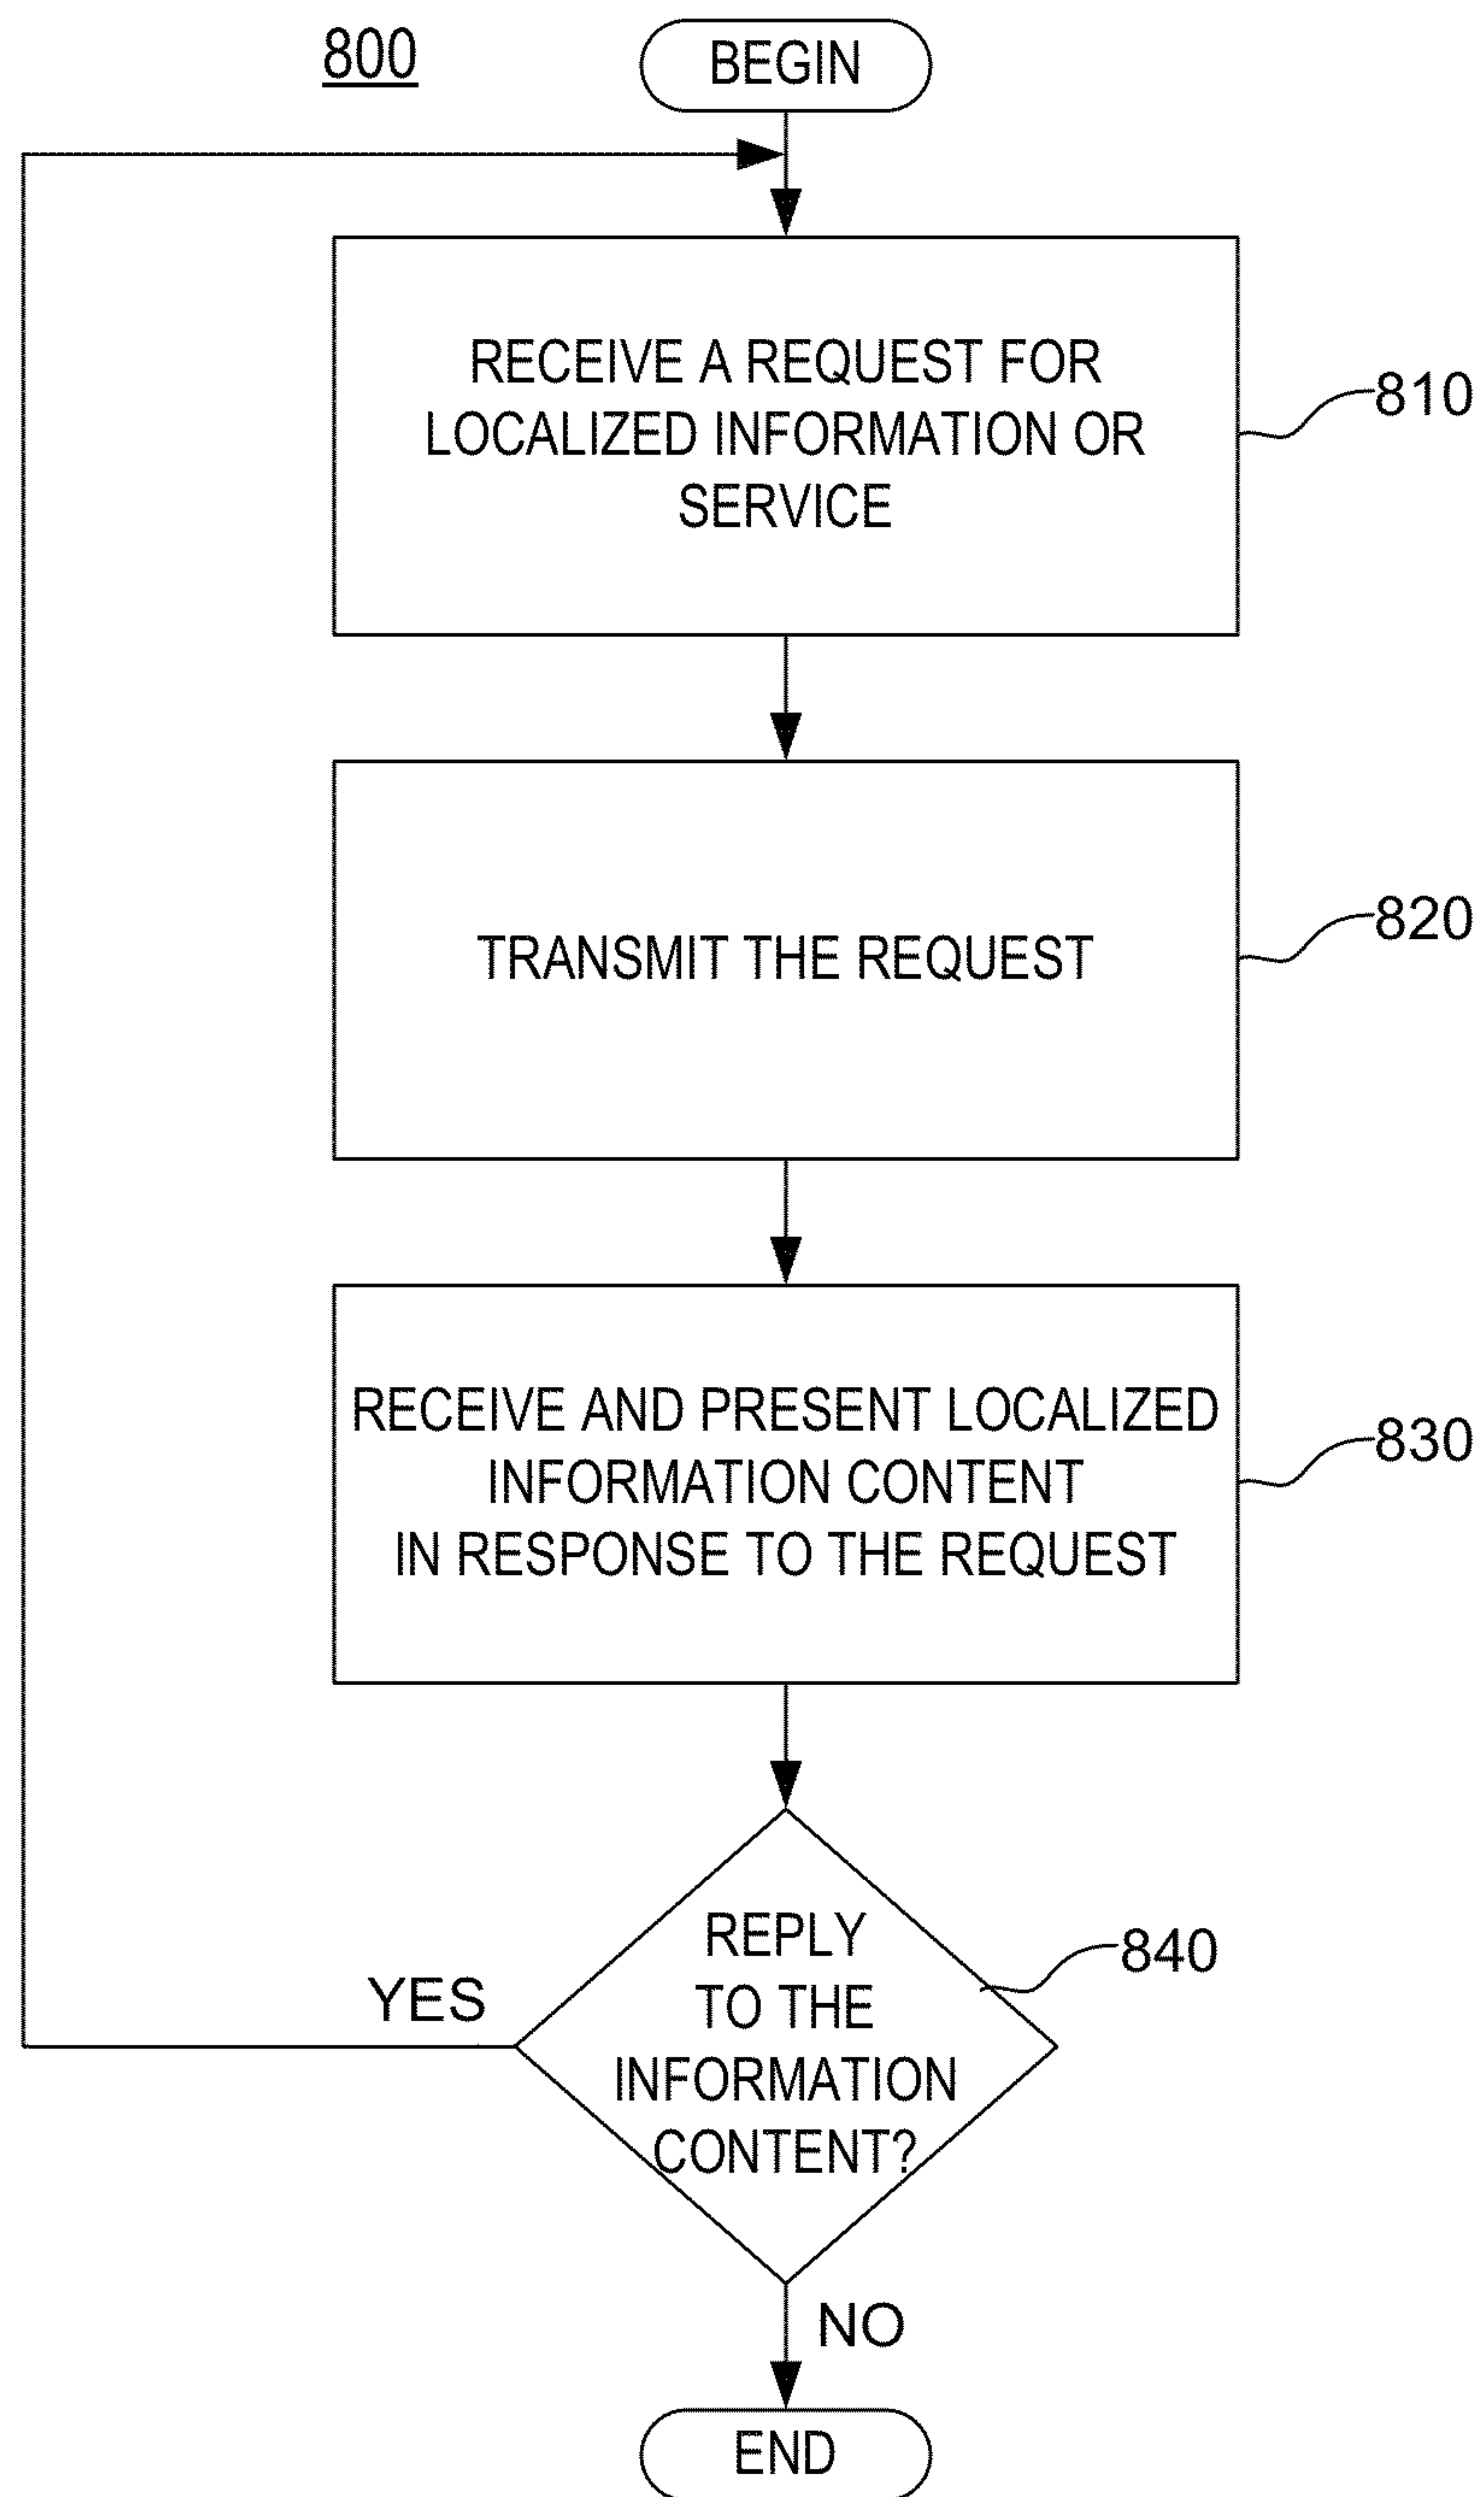 800
BEGIN
RECEIVE A REQUEST FOR
LOCALIZED INFORMATION OR
SERVICE
810
TRANSMIT THE REQUEST
820
RECEIVE AND PRESENT LOCALIZED
INFORMATION CONTENT
IN RESPONSE TO THE REQUEST
830
REPLY
TO THE
INFORMATION
CONTENT?
840
YES
NO
END